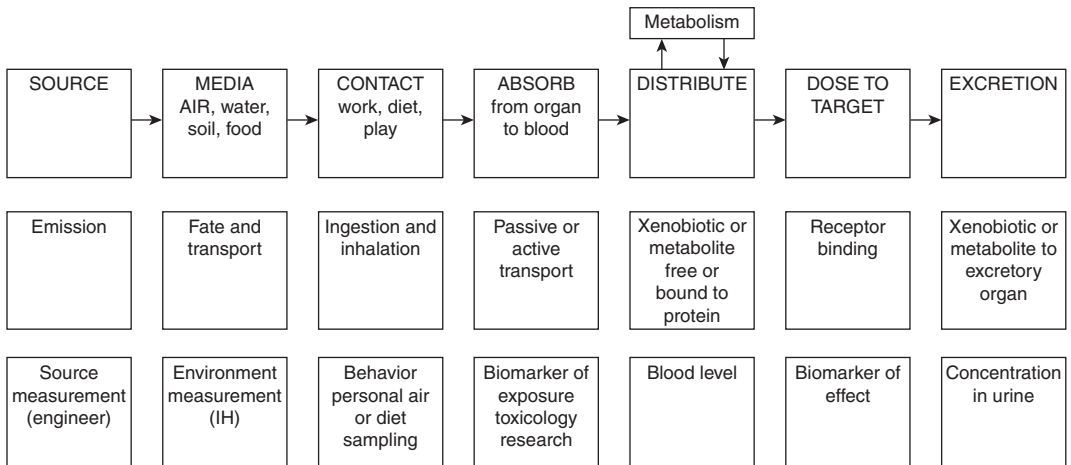 Metabolism
SOURCE
MEDIA
AIR, water,
soil, food
CONTACT
work, diet,
play
ABSORB
from organ
to blood
DISTRIBUTE
DOSE TO
TARGET
EXCRETION
Emission
Fate and
transport
Ingestion and
inhalation
Passive or
active
transport
Xenobiotic or
metabolite
free or
bound to
protein
Receptor
binding
Xenobiotic or
metabolite to
excretory
organ
Source
measurement
(engineer)
Environment
measurement
(IH)
Behavior
personal air
or diet
sampling
Biomarker of
exposure
toxicology
research
Blood level
Biomarker of
effect
Concentration
in urine